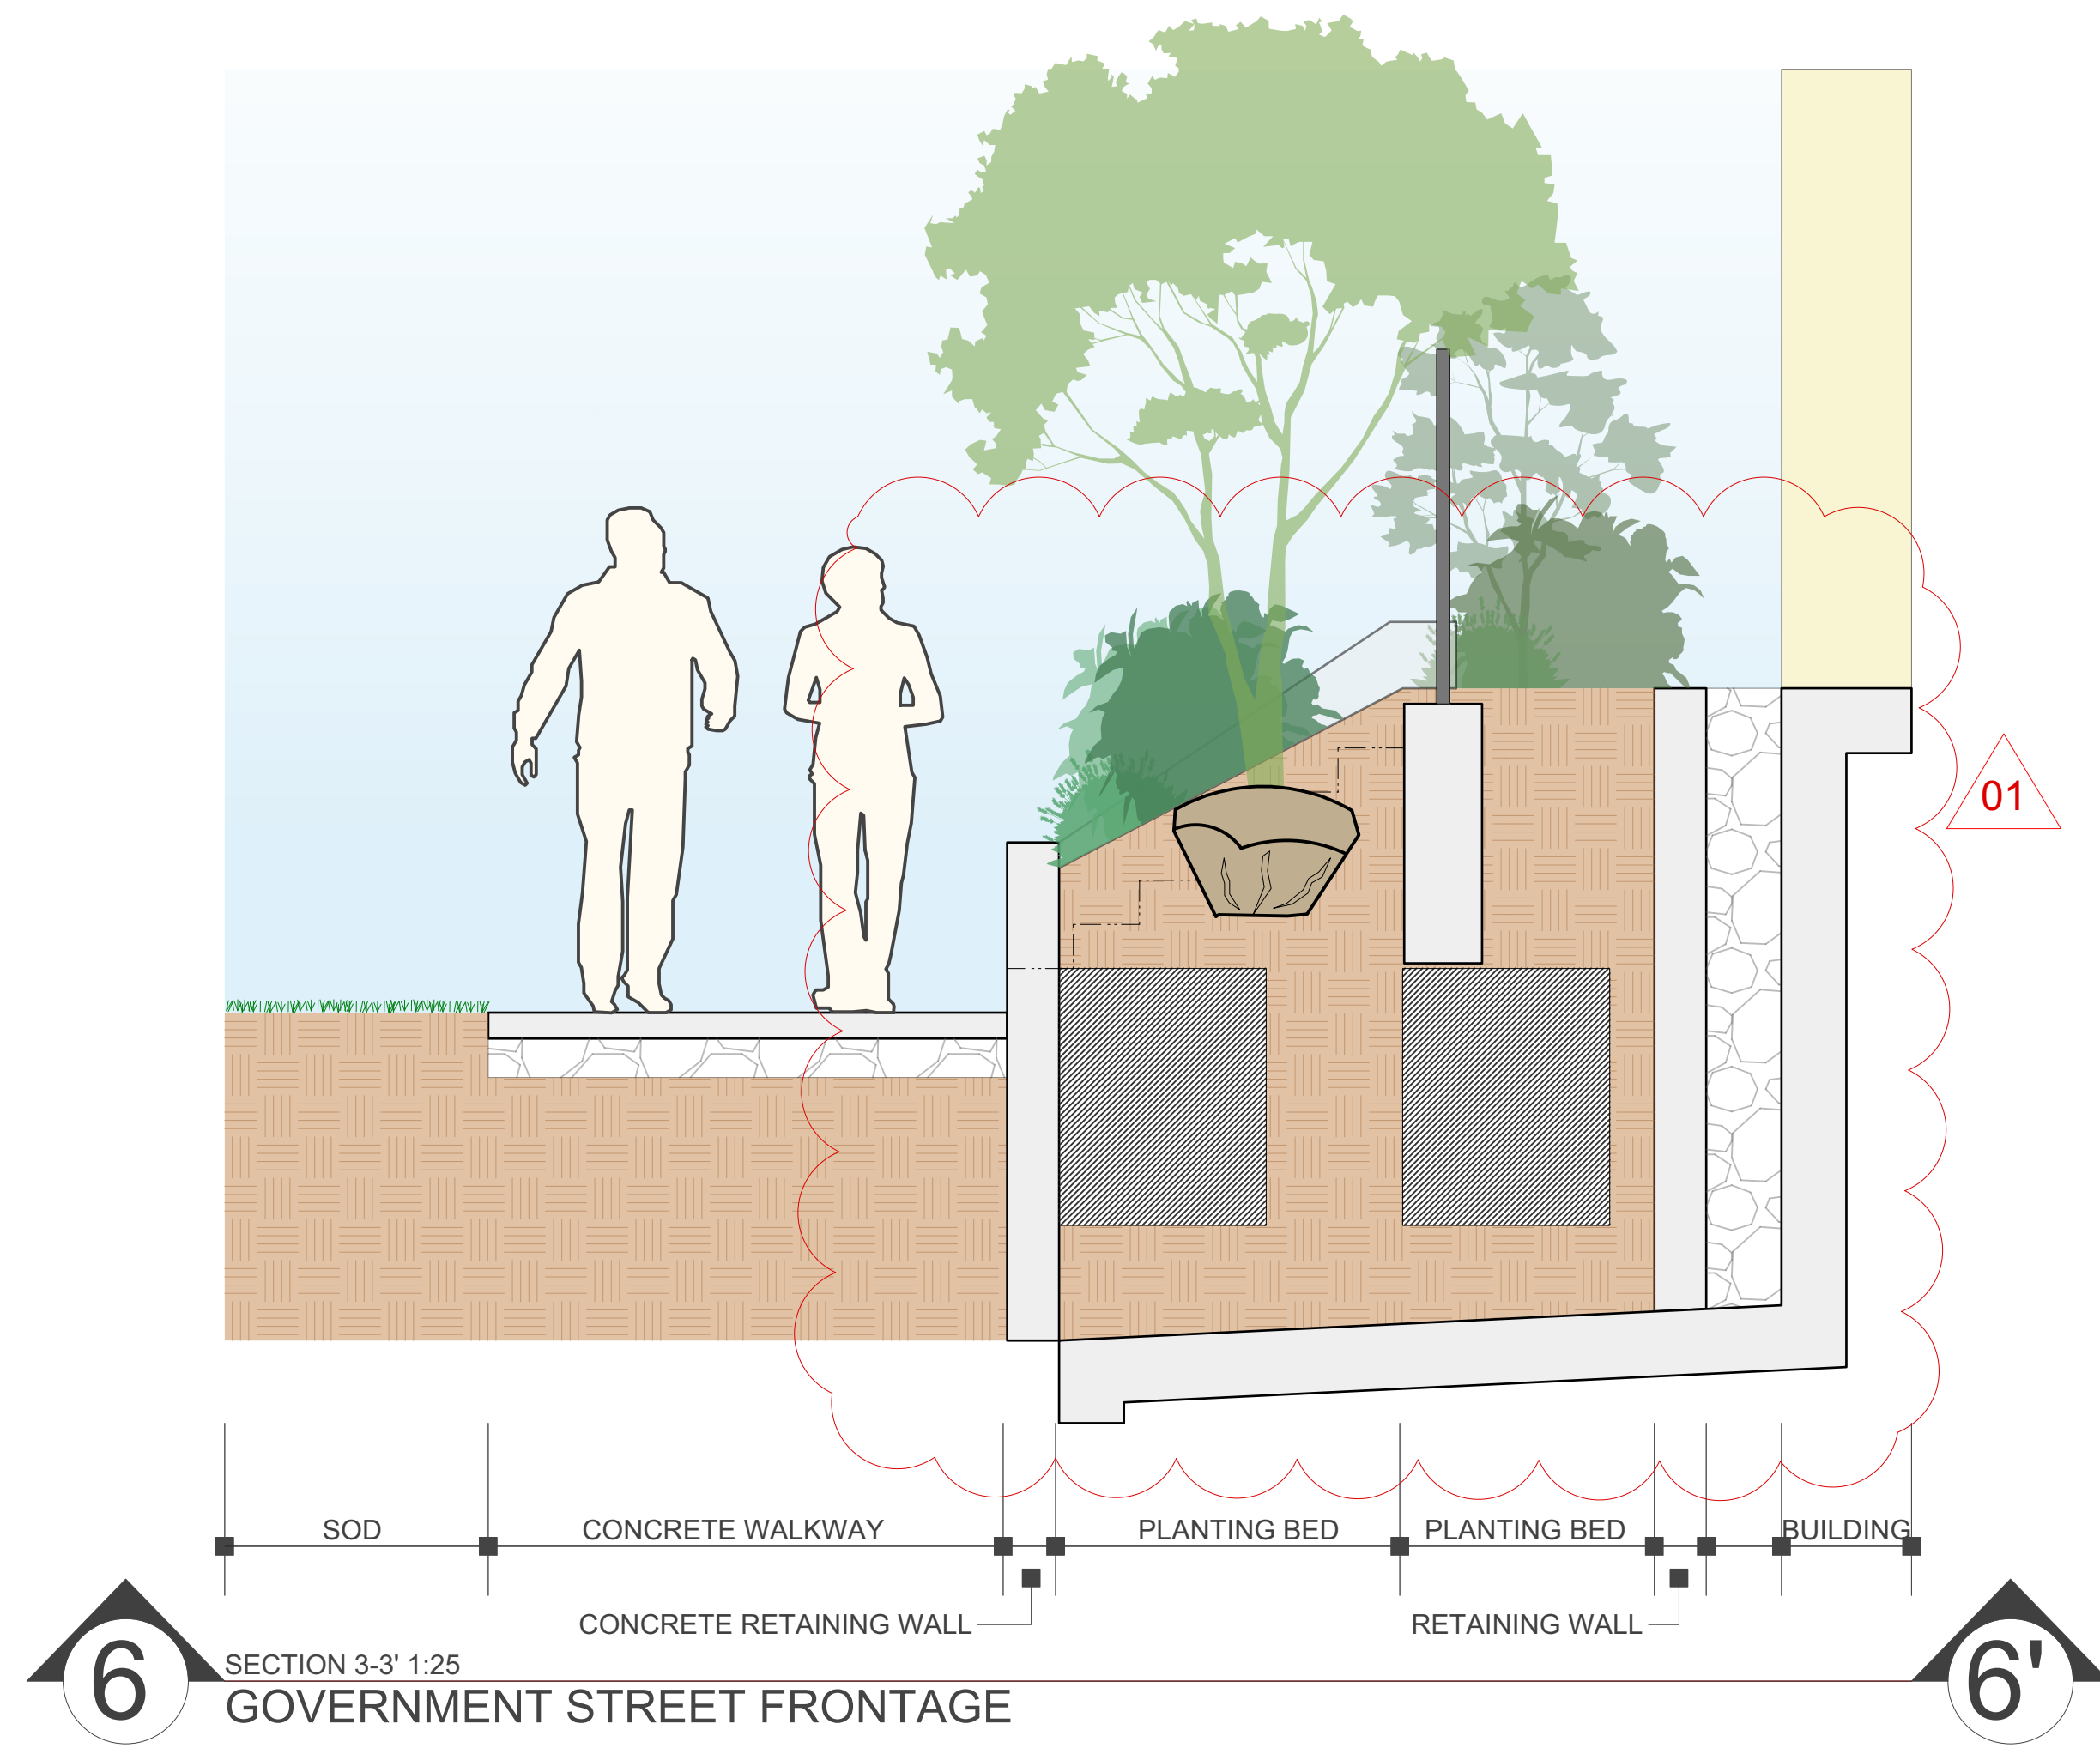 01
SOD
CONCRETE WALKWAY
PLANTING BED
PLANTING BED
BUILDING
CONCRETE RETAINING WALL
RETAINING WALL
6
SECTION 3-3' 1:25
GOVERNMENT STREET FRONTAGE
6'